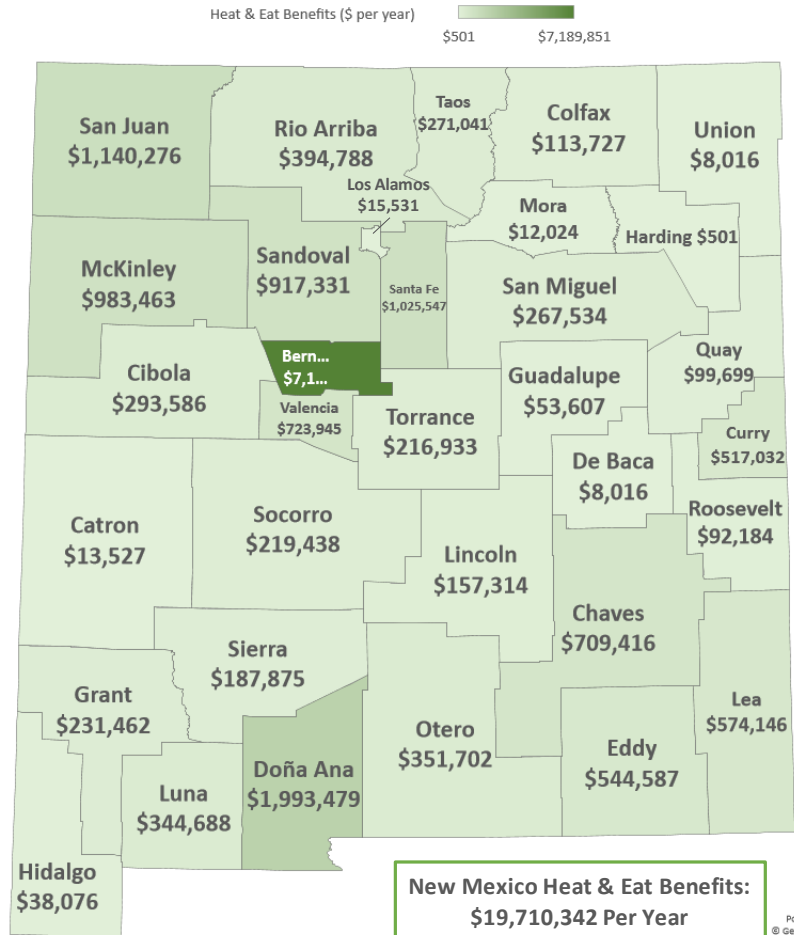 Heat & Eat Benefits ($ per year)
$501 $7,189,851
San Juan
$1,140,276
Rio Arriba
$394,788
Taos
$271,041
Colfax
$113,727
Union
$8,016
Los Alamos
$15,531
Mora
$12,024
Harding $501
McKinley
$983,463
Sandoval
$917,331
Santa Fe
$1,025,547
San Miguel
$267,534
Quay
$99,699
Bern...
$7,1...
Cibola
$293,586
Valencia
$723,945
Torrance
$216,933
Guadalupe
$53,607
Curry
$517,032
De Baca
$8,016
Roosevelt
$92,184
Catron
$13,527
Socorro
$219,438
Lincoln
$157,314
Chaves
$709,416
Sierra
$187,875
Grant
$231,462
Otero
$351,702
Lea
$574,146
Eddy
$544,587
Doña Ana
$1,993,479
Luna
$344,688
Hidalgo
$38,076
New Mexico Heat & Eat Benefits:
$19,710,342 Per Year
Po
© Ge